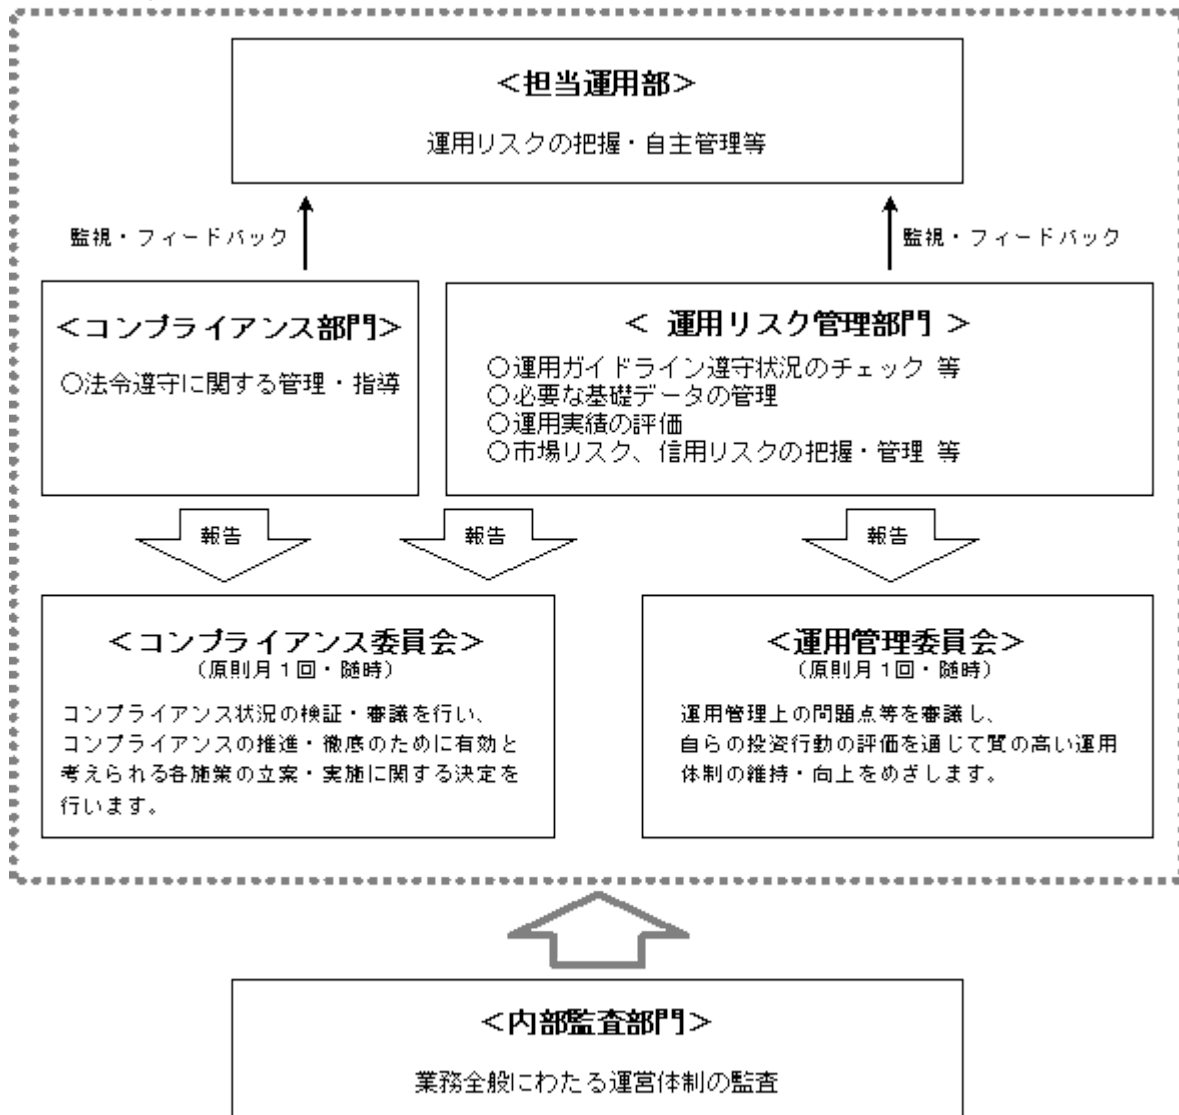 ＜担当運用部＞
運用リスクの把握・自主管理等
監視・フィードバック
監視・フィードバック
＜コンプライアンス部門＞
○法令遵守に関する管理・指導
＜ 運用リスク管理部門 ＞
○運用ガイドライン遵守状況のチェック 等
○必要な基礎データの管理
○運用実績の評価
○市場リスク、信用リスクの把握・管理 等
報告
報告
報告
＜コンプライアンス委員会＞
（原則月１回・随時）
コンプライアンス状況の検証・審議を行い、
コンプライアンスの推進・徹底のために有効と
考えられる各施策の立案・実施に関する決定を
行います。
＜運用管理委員会＞
（原則月１回・随時）
運用管理上の問題点等を審議し、
自らの投資行動の評価を通じて質の高い運用
体制の維持・向上をめざします。
＜内部監査部門＞
業務全般にわたる運営体制の監査